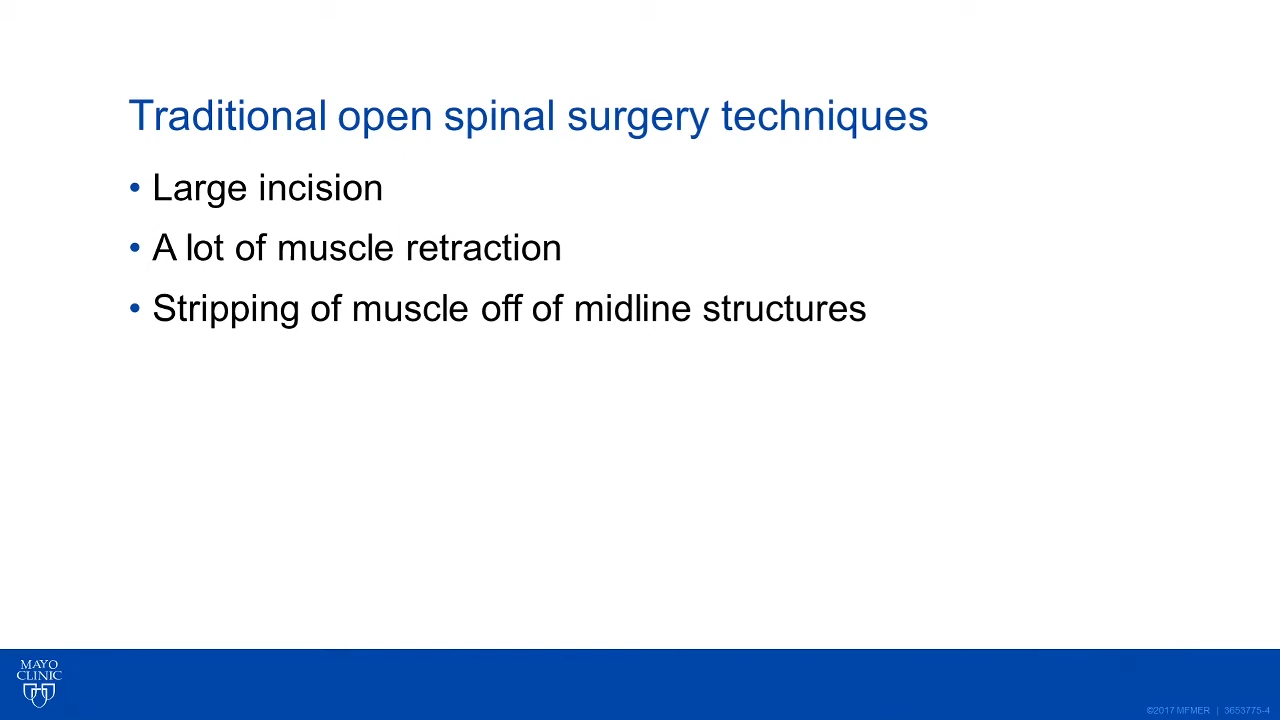 Traditional open spinal surgery techniques
• Large incision
• A lot of muscle retraction
• Stripping of muscle off of midline structures
MAYO
CLINIC
©2017 MFMER | 3653775-4